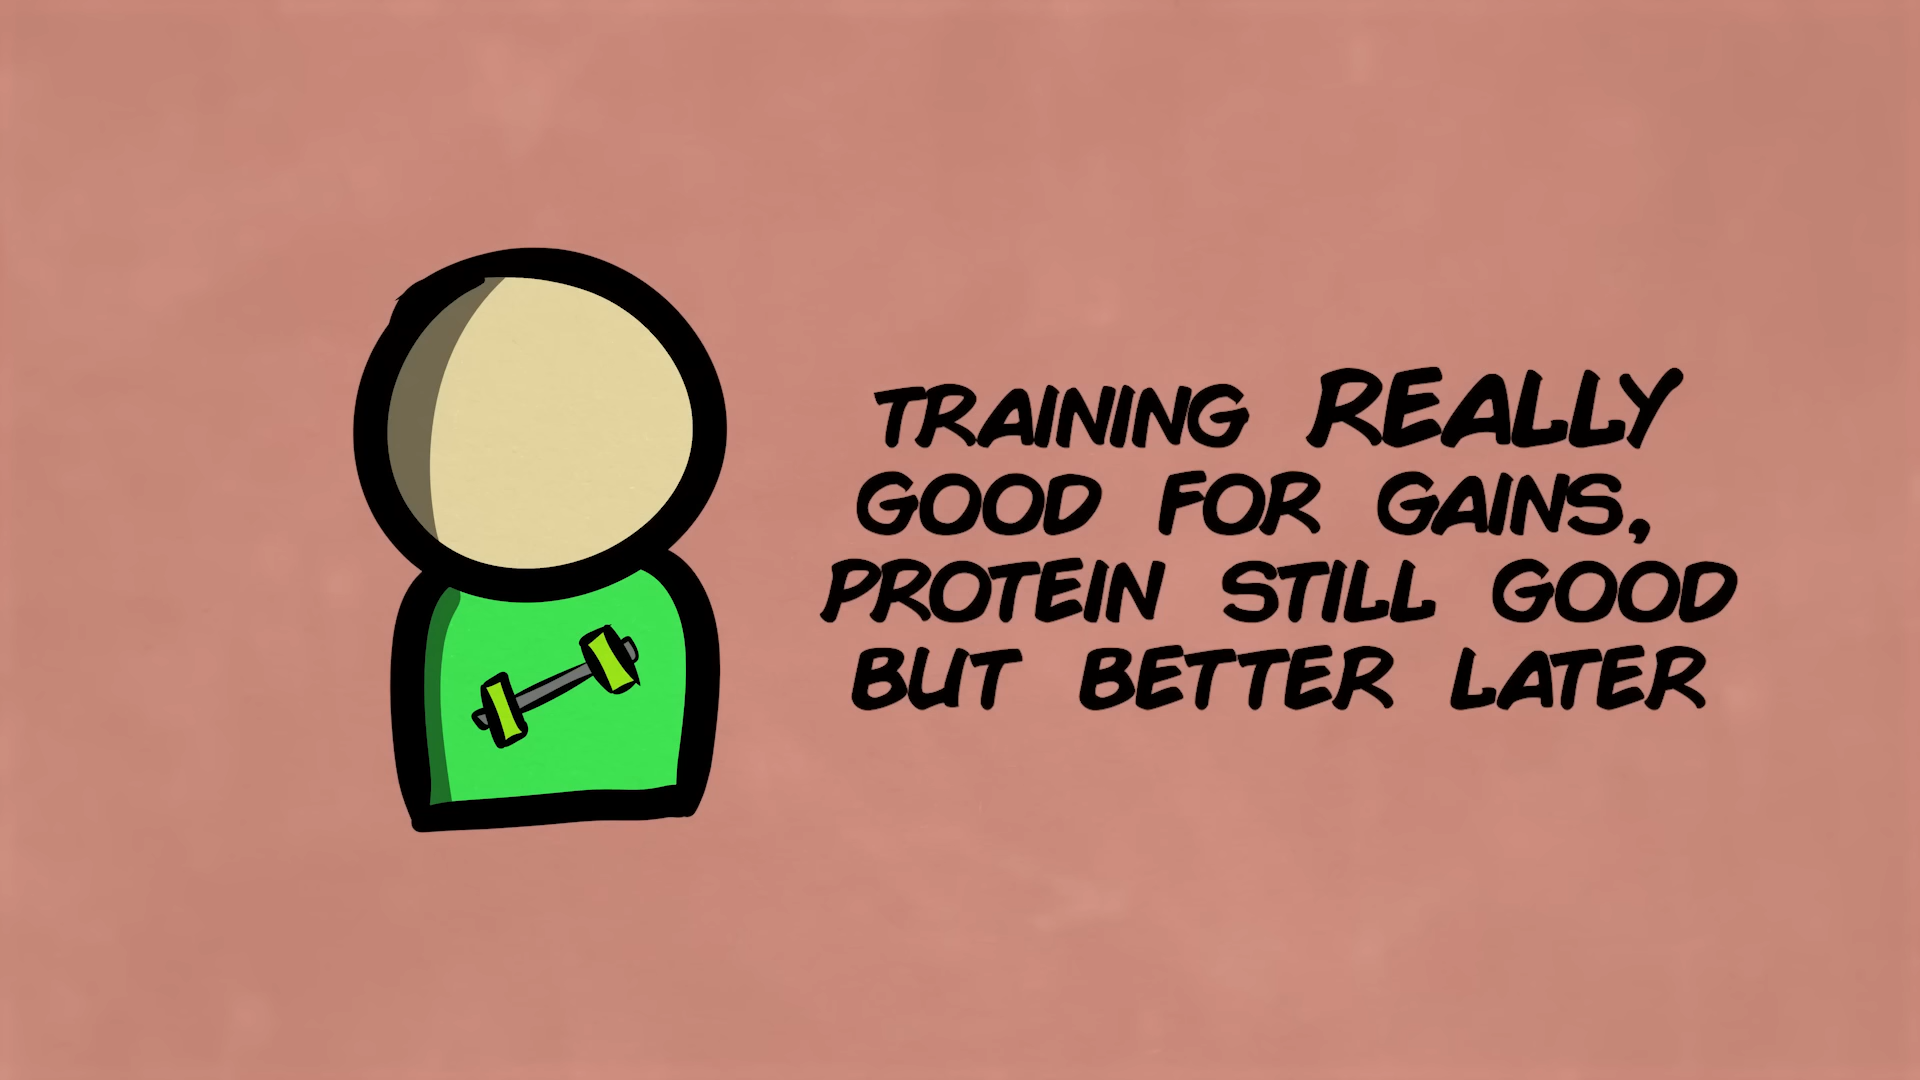 TRAINING REALLY
GOOD FOR GAINS,
PROTEIN STILL GOOD
BUT BETTER LATER